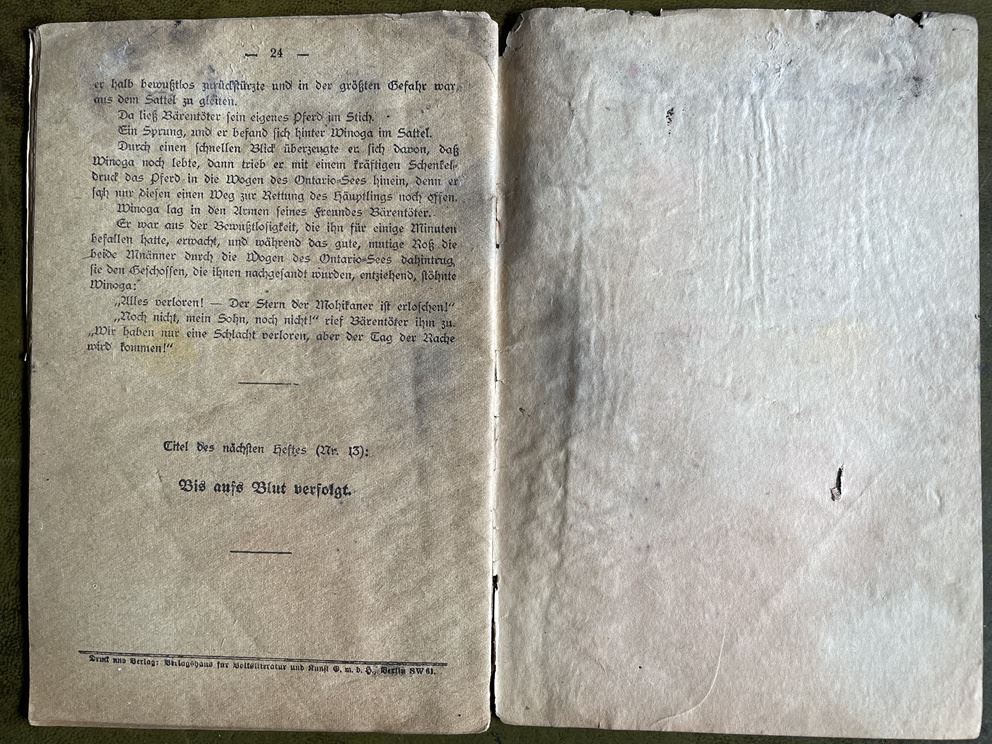 — 24 —
er halb bewußtlos zurückstürzte und in der größten Gefahr war,
aus dem Sattel zu gleiten.
Da ließ Bärentöter sein eigenes Pferd im Stich.
Ein Sprung, und er befand sich hinter Winoga im Sattel.
Durch einen schnellen Blick überzeugte er sich davon, daß
Winoga noch lebte, dann trieb er mit einem kräftigen Schenkel-
druck das Pferd in die Wogen des Ontario-Sees hinein, denn er
sah nur diesen einen Weg zur Rettung des Häuptlings noch offen.
Winoga lag in den Armen seines Freundes Bärentöter.
Er war aus der Bewußtlosigkeit, die ihn für einige Minuten
befallen hatte, erwacht, und während das gute, mutige Roß die
beide Männer durch die Wogen des Ontario-Sees dahintrug,
sie den Geschossen, die ihnen nachgesandt wurden, entziehend, stöhnte
Winoga:
„Alles verloren! — Der Stern der Mohikaner ist erloschen!“
„Noch nicht, mein Sohn, noch nicht!“ rief Bärentöter ihm zu.
„Wir haben nur eine Schlacht verloren, aber der Tag der Rache
wird kommen!“
Titel des nächsten Heftes (Nr. 13):
Bis aufs Blut verfolgt.
Druck und Verlag: Verlagshaus für Volksliteratur und Kunst G. m. b. H., Berlin SW 61.